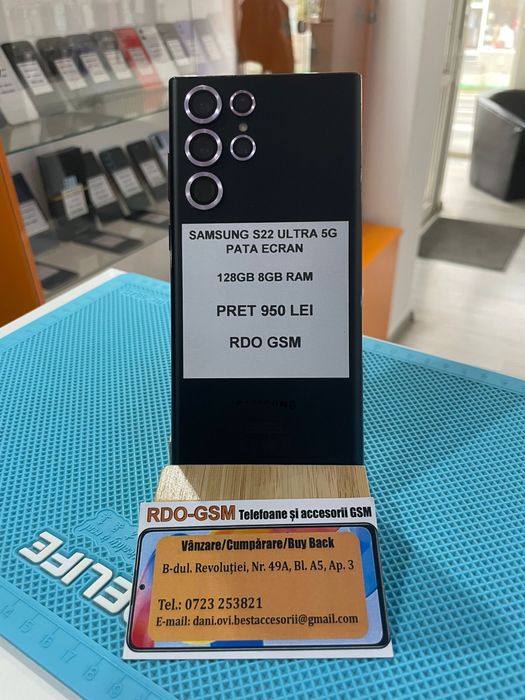 SAMSUNG S22 ULTRA 5G
PATA ECRAN
128GB 8GB RAM
PRET 950 LEI
RDO GSM
SAMSUNG
RDO-GSM Telefoane și accesorii GSM
Vânzare/Cumpărare/Buy Back
B-dul. Revoluției, Nr. 49A, Bl. A5, Ap. 3
Tel.: 0723 253821
E-mail: dani.ovi.bestaccesorii@gmail.com